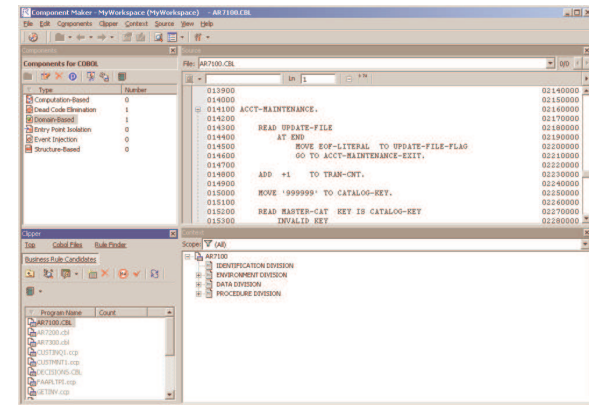 Component Maker - MyWorkspace (MyWorkspace) - AR7100.CBL
File Edit Components Clipper Context Source View Help
Components
Components for COBOL
Type Number
Computation-Based 0
Dead Code Elimination 1
Domain-Based 1
Entry Point Isolation 0
Event Injection 0
Structure-Based 0
Source
File: AR7100.CBL 0/0
Ln 1
013900 02140000
014000 02150000
014100 ACCT-MAINTENANCE. 02160000
014200 02170000
014300 READ UPDATE-FILE 02180000
014400 AT END 02190000
014500 MOVE EOF-LITERAL TO UPDATE-FILE-FLAG 02200000
014600 GO TO ACCT-MAINTENANCE-EXIT. 02210000
014700 02220000
014800 ADD +1 TO TRAN-CNT. 02230000
014900 02240000
015000 MOVE '999999' TO CATALOG-KEY. 02250000
015100 02260000
015200 READ MASTER-CAT KEY IS CATALOG-KEY 02270000
015300 INVALID KEY 02280000
Clipper
Top Cobol Files Rule Finder
Business Rule Candidates
Program Name Count
AR7100.CBL
AR7200.cbl
AR7300.cbl
CUSTINQ1.ccp
CUSTMNT1.ccp
DECISIONS.CBL
GETINV.ccp
Context
Scope: (All)
AR7100
IDENTIFICATION DIVISION
ENVIRONMENT DIVISION
DATA DIVISION
PROCEDURE DIVISION